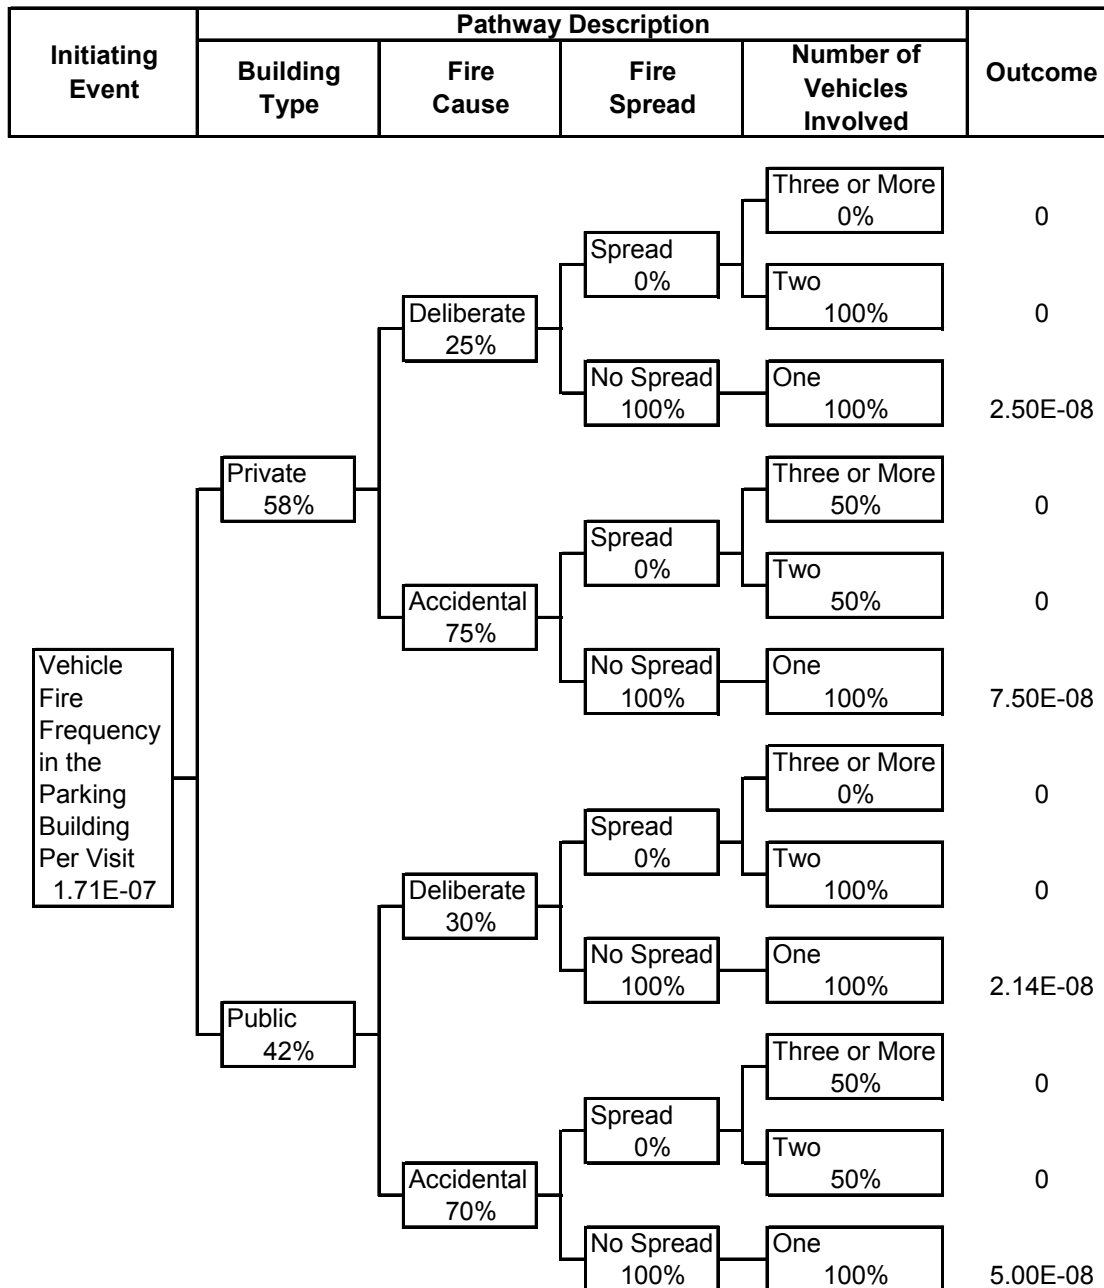 Initiating
Event
Pathway Description
Building
Type
Fire
Cause
Fire
Spread
Number of
Vehicles
Involved
Outcome
Three or More
0%
0
Spread
0%
Two
100%
0
Deliberate
25%
No Spread
100%
One
100%
2.50E-08
Private
58%
Three or More
50%
0
Spread
0%
Two
50%
0
Accidental
75%
No Spread
100%
One
100%
7.50E-08
Vehicle
Fire
Frequency
in the
Parking
Building
Per Visit
1.71E-07
Three or More
0%
0
Spread
0%
Two
100%
0
Deliberate
30%
No Spread
100%
One
100%
2.14E-08
Public
42%
Three or More
50%
0
Spread
0%
Two
50%
0
Accidental
70%
No Spread
100%
One
100%
5.00E-08